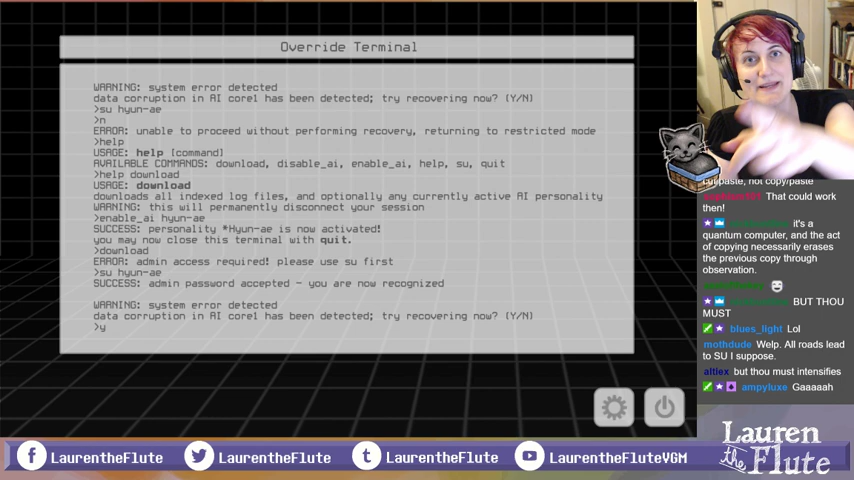 Override Terminal
WARNING: system error detected
data corruption in AI core1 has been detected; try recovering now? (Y/N)
>su hyun-ae
>n
ERROR: unable to proceed without performing recovery, returning to restricted mode
>help
USAGE: help [command]
AVAILABLE COMMANDS: download, disable_ai, enable_ai, help, su, quit
>help download
USAGE: download
downloads all indexed log files, and optionally any currently active AI personality
WARNING: this will permanently disconnect your session
>enable_ai hyun-ae
SUCCESS: personality *Hyun-ae is now activated!
you may now close this terminal with quit.
>download
ERROR: admin access required! please use su first
>su hyun-ae
SUCCESS: admin password accepted - you are now recognized
WARNING: system error detected
data corruption in AI core1 has been detected; try recovering now? (Y/N)
>y
cut/paste, not copy/paste
That could work
then!
it's a
quantum computer, and the act
of copying necessarily erases
the previous copy through
observation.
BUT THOU
MUST
blues_light Lol
mothdude Welp. All roads lead
to SU I suppose.
altiex but thou must intensifies
ampyluxe Gaaaaah
Lauren
the Flute
LaurentheFlute
LaurentheFlute
LaurentheFlute
LaurentheFluteVGM